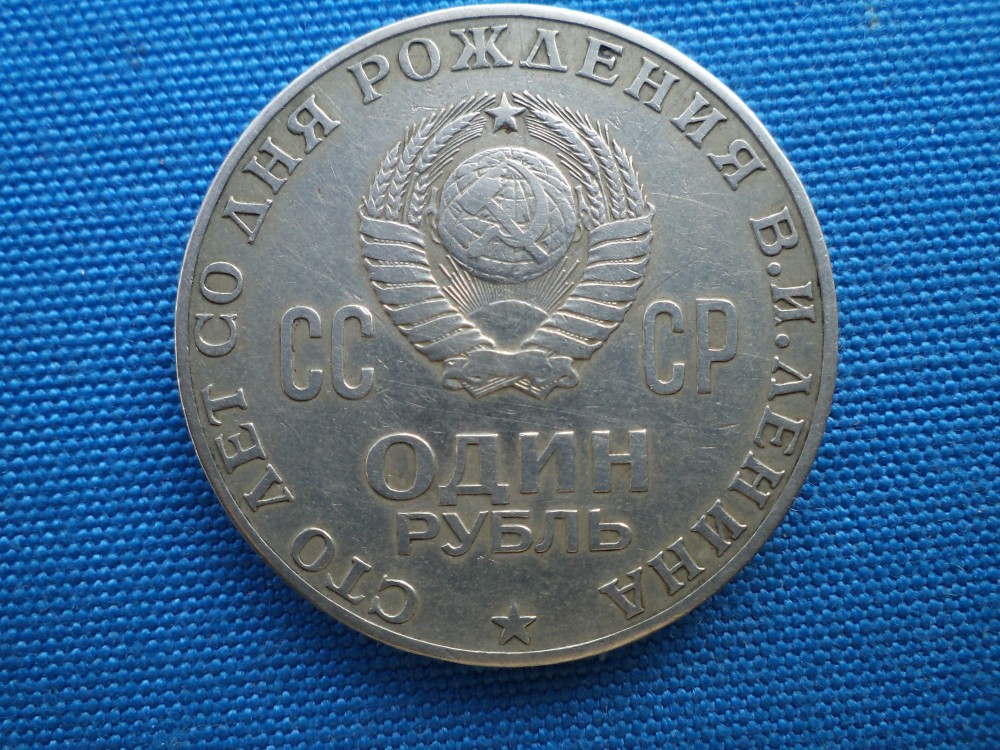 СТО ЛЕТ СО ДНЯ РОЖДЕНИЯ В.И.ЛЕНИНА
СС СР
ОДИН
РУБЛЬ